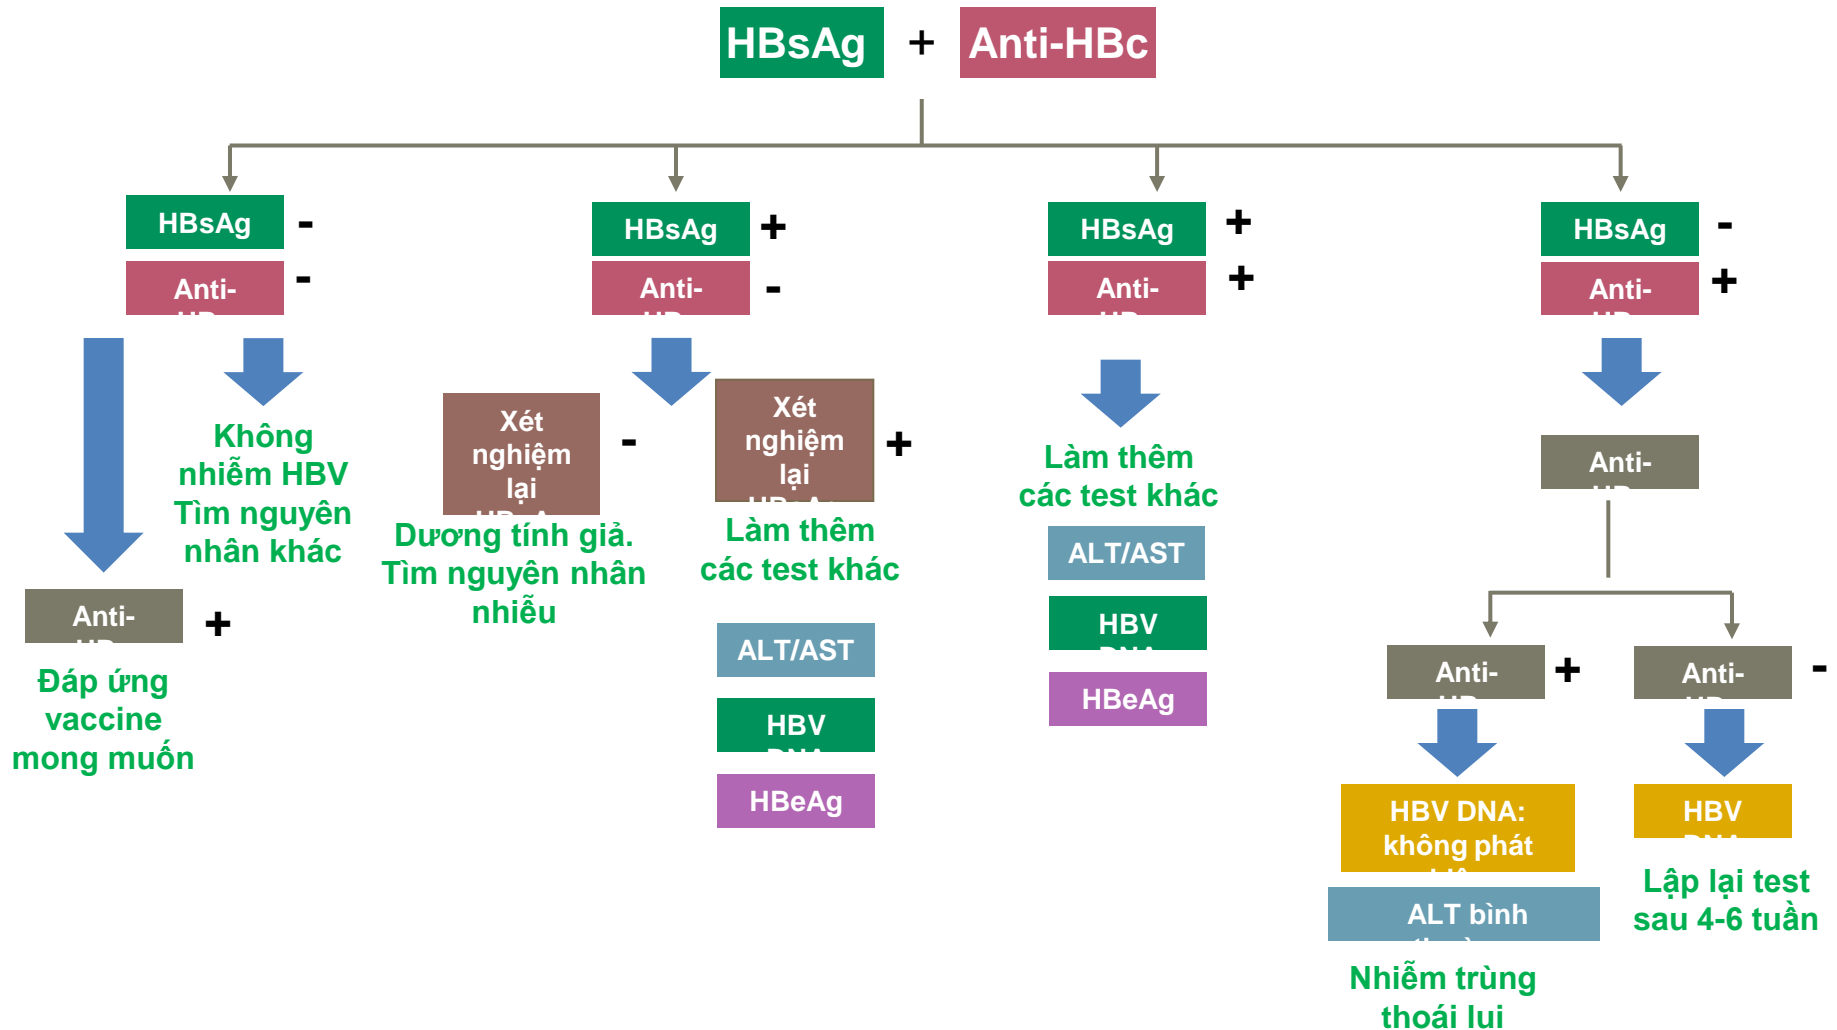 HBsAg + Anti-HBc
HBsAg -
Anti- -
HBsAg +
Anti- -
HBsAg +
Anti- +
HBsAg -
Anti- +
Không
nhiễm HBV
Tìm nguyên
nhân khác
Anti- +
Đáp ứng
vaccine
mong muốn
Xét
nghiệm
lại
-
Dương tính giả.
Tìm nguyên nhân
nhiễu
Xét
nghiệm
lại
+
Làm thêm
các test khác
ALT/AST
HBV
DNA
HBeAg
Làm thêm
các test khác
ALT/AST
HBV
DNA
HBeAg
Anti-
Anti- +
HBV DNA:
không phát
ALT bình
Nhiễm trùng
thoái lui
Anti- -
HBV
DNA
Lập lại test
sau 4-6 tuần